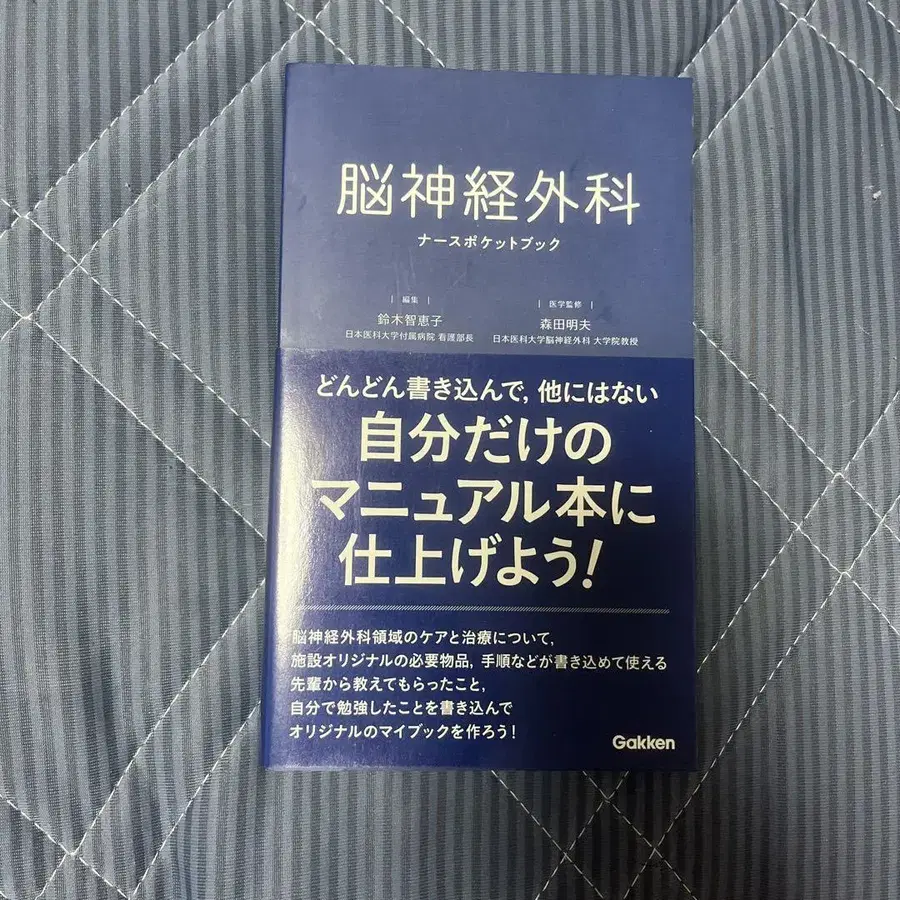 脳神経外科
ナースポケットブック
| 編集 |
鈴木智恵子
日本医科大学付属病院 看護部長
| 医学監修 |
森田明夫
日本医科大学脳神経外科 大学院教授
どんどん書き込んで, 他にはない
自分だけの
マニュアル本に
仕上げよう!
脳神経外科領域のケアと治療について,
施設オリジナルの必要物品, 手順などが書き込めて使える
先輩から教えてもらったこと,
自分で勉強したことを書き込んで
オリジナルのマイブックを作ろう!
Gakken